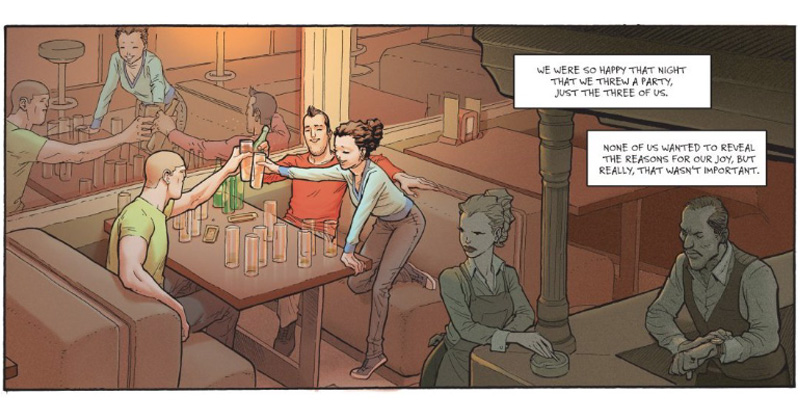 WE WERE SO HAPPY THAT NIGHT
THAT WE THREW A PARTY,
JUST THE THREE OF US.
NONE OF US WANTED TO REVEAL
THE REASONS FOR OUR JOY, BUT
REALLY, THAT WASN'T IMPORTANT.